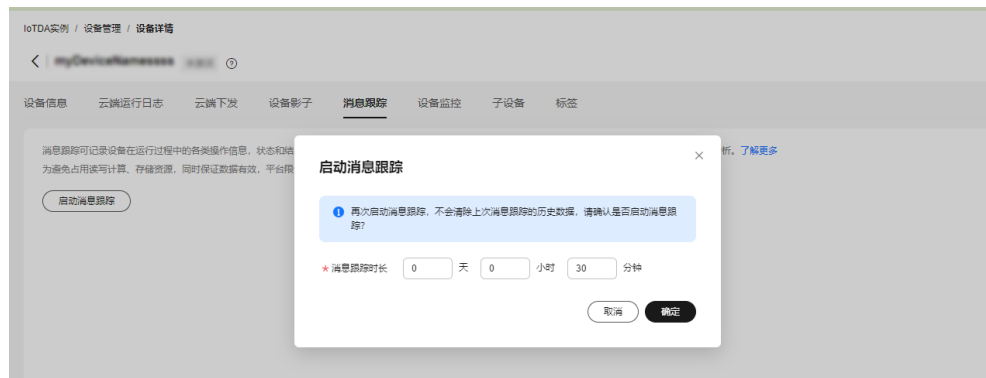 IoTDA实例 / 设备管理 / 设备详情
myDeviceNamessss
设备信息 云端运行日志 云端下发 设备影子 消息跟踪 设备监控 子设备 标签
消息跟踪可记录设备在运行过程中的各类操作信息，状态和结
析。了解更多
为避免占用读写计算、存储资源，同时保证数据有效，平台限
启动消息跟踪
启动消息跟踪
再次启动消息跟踪，不会清除上次消息跟踪的历史数据，请确认是否启动消息跟
踪？
* 消息跟踪时长 0 天 0 小时 30 分钟
取消 确定